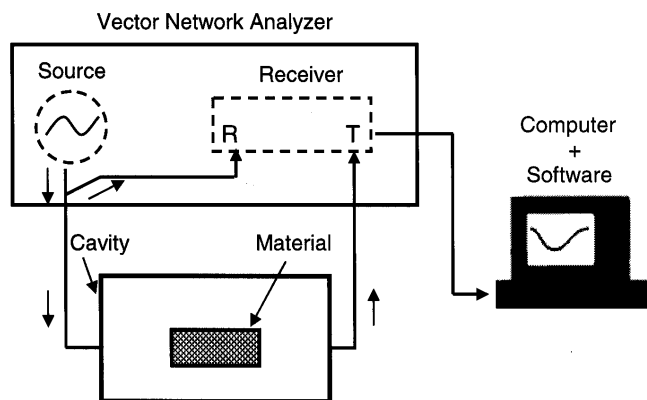 Vector Network Analyzer
Source
Receiver
R
T
Computer
+
Software
Cavity
Material